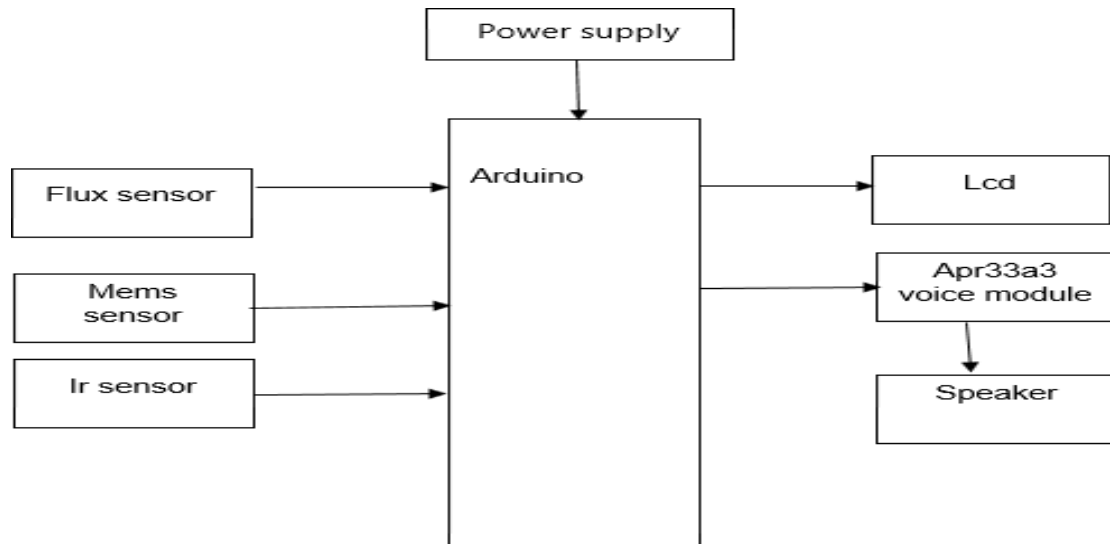 Power supply
Arduino
Flux sensor
Lcd
Mems
sensor
Apr33a3
voice module
Ir sensor
Speaker